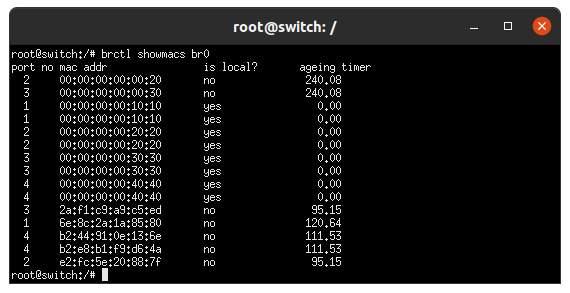 root@switch: /
root@switch:/# brctl showmacs br0
port no mac addr is local? ageing timer
2 00:00:00:00:00:20 no 240.08
3 00:00:00:00:00:30 no 240.08
1 00:00:00:00:10:10 yes 0.00
1 00:00:00:00:10:10 yes 0.00
2 00:00:00:00:20:20 yes 0.00
2 00:00:00:00:20:20 yes 0.00
3 00:00:00:00:30:30 yes 0.00
3 00:00:00:00:30:30 yes 0.00
4 00:00:00:00:40:40 yes 0.00
4 00:00:00:00:40:40 yes 0.00
3 2a:f1:c9:a9:c5:ed no 95.15
1 6e:8c:2a:1a:85:80 no 120.64
4 b2:44:91:0e:13:6e no 111.53
4 b2:e8:b1:f9:d6:4a no 111.53
2 e2:fc:5e:20:88:7f no 95.15
root@switch:/#